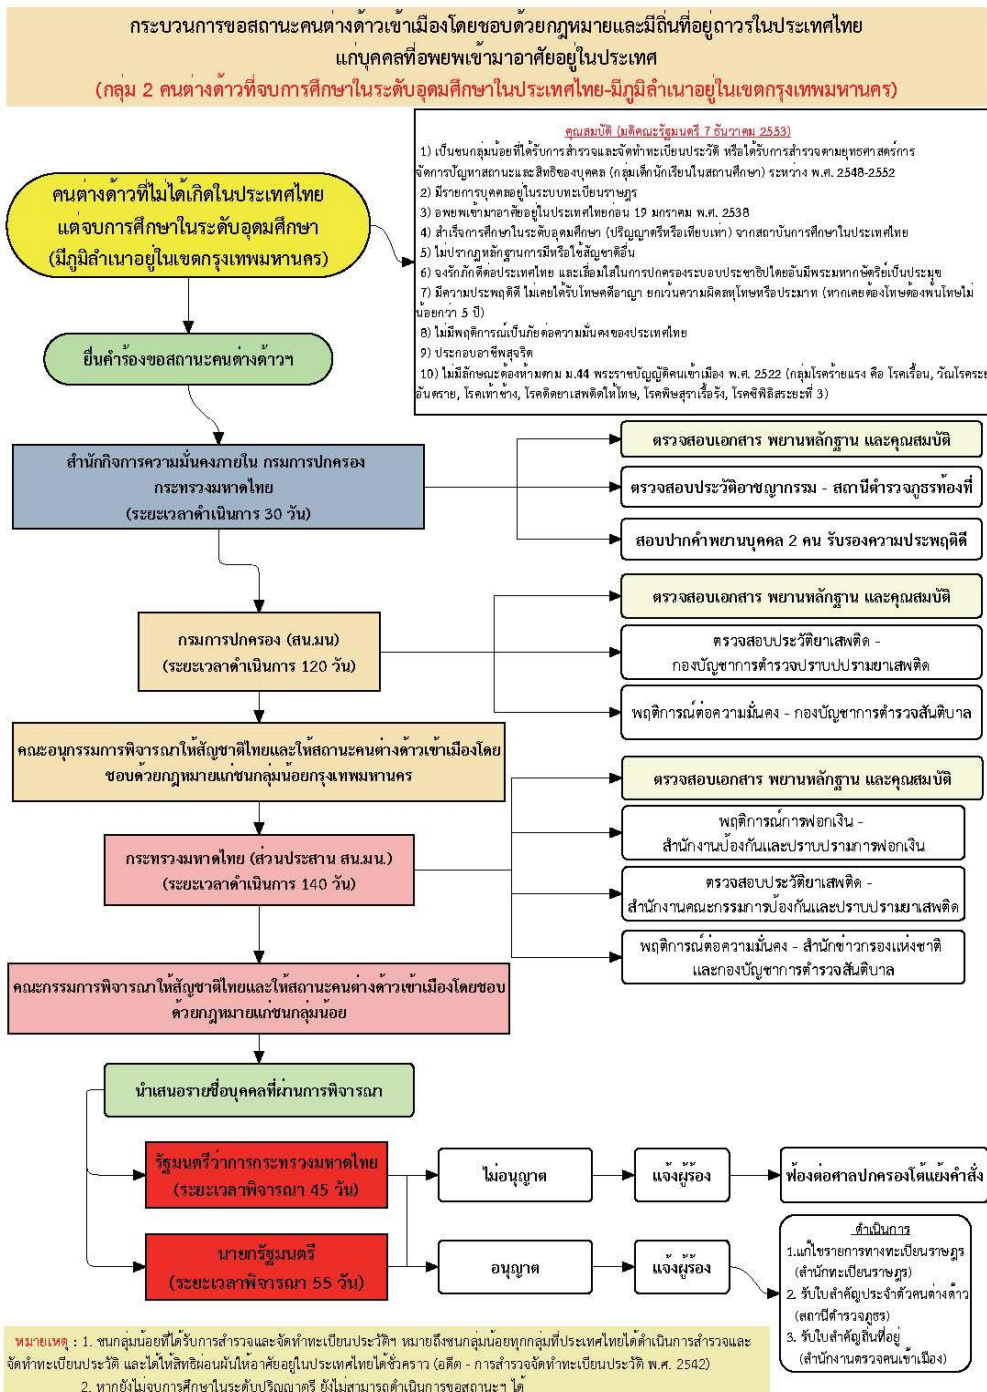 กระบวนการขอสถานะคนต่างด้าวเข้าเมืองโดยชอบด้วยกฎหมายและมีถิ่นที่อยู่ถาวรในประเทศไทย
แก่บุคคลที่อพยพเข้ามาอาศัยอยู่ในประเทศ
(กลุ่ม 2 คนต่างด้าวที่จบการศึกษาในระดับอุดมศึกษาในประเทศไทย-มีภูมิลำเนาอยู่ในเขตกรุงเทพมหานคร)
คุณสมบัติ (มติคณะรัฐมนตรี 7 ธันวาคม 2553)
1) เป็นชนกลุ่มน้อยที่ได้รับการสำรวจและจัดทำทะเบียนประวัติ หรือได้รับการสำรวจตามยุทธศาสตร์การ
จัดการปัญหาสถานะและสิทธิของบุคคล (กลุ่มเด็กนักเรียนในสถานศึกษา) ระหว่าง พ.ศ. 2548-2552
2) มีรายการบุคคลอยู่ในระบบทะเบียนราษฎร
3) อพยพเข้ามาอาศัยอยู่ในประเทศไทยก่อน 19 มกราคม พ.ศ. 2538
4) สำเร็จการศึกษาในระดับอุดมศึกษา (ปริญญาตรีหรือเทียบเท่า) จากสถาบันการศึกษาในประเทศไทย
5) ไม่ปรากฏหลักฐานการมีหรือใช้สัญชาติอื่น
6) จงรักภักดีต่อประเทศไทย และเลื่อมใสในการปกครองระบอบประชาธิปไตยอันมีพระมหากษัตริย์เป็นประมุข
7) มีความประพฤติดี ไม่เคยได้รับโทษคดีอาญา ยกเว้นความผิดลหุโทษหรือประมาท (หากเคยต้องโทษต้องพ้นโทษไม่
น้อยกว่า 5 ปี)
8) ไม่มีพฤติการณ์เป็นภัยต่อความมั่นคงของประเทศไทย
9) ประกอบอาชีพสุจริต
10) ไม่มีลักษณะต้องห้ามตาม ม.44 พระราชบัญญัติคนเข้าเมือง พ.ศ. 2522 (กลุ่มโรคร้ายแรง คือ โรคเรื้อน, วัณโรคระยะ
อันตราย, โรคเท้าช้าง, โรคติดยาเสพติดให้โทษ, โรคพิษสุราเรื้อรัง, โรคซิฟิลิสระยะที่ 3)
คนต่างด้าวที่ไม่ได้เกิดในประเทศไทย
แต่จบการศึกษาในระดับอุดมศึกษา
(มีภูมิลำเนาอยู่ในเขตกรุงเทพมหานคร)
ยื่นคำร้องขอสถานะคนต่างด้าวฯ
สำนักกิจการความมั่นคงภายใน กรมการปกครอง
กระทรวงมหาดไทย
(ระยะเวลาดำเนินการ 30 วัน)
ตรวจสอบเอกสาร พยานหลักฐาน และคุณสมบัติ
ตรวจสอบประวัติอาชญากรรม - สถานีตำรวจภูธรท้องที่
สอบปากคำพยานบุคคล 2 คน รับรองความประพฤติดี
กรมการปกครอง (สน.มน)
(ระยะเวลาดำเนินการ 120 วัน)
ตรวจสอบเอกสาร พยานหลักฐาน และคุณสมบัติ
ตรวจสอบประวัติยาเสพติด -
กองบัญชาการตำรวจปราบปปรามยาเสพติด
พฤติการณ์ต่อความมั่นคง - กองบัญชาการตำรวจสันติบาล
คณะอนุกรรมการพิจารณาให้สัญชาติไทยและให้สถานะคนต่างด้าวเข้าเมืองโดย
ชอบด้วยกฎหมายแก่ชนกลุ่มน้อยกรุงเทพมหานคร
กระทรวงมหาดไทย (ส่วนประสาน สน.มน.)
(ระยะเวลาดำเนินการ 140 วัน)
ตรวจสอบเอกสาร พยานหลักฐาน และคุณสมบัติ
พฤติการณ์การฟอกเงิน -
สำนักงานป้องกันและปราบปรามการฟอกเงิน
ตรวจสอบประวัติยาเสพติด -
สำนักงานคณะกรรมการป้องกันและปราบปรามยาเสพติด
พฤติการณ์ต่อความมั่นคง - สำนักข่าวกรองแห่งชาติ
และกองบัญชาการตำรวจสันติบาล
คณะกรรมการพิจารณาให้สัญชาติไทยและให้สถานะคนต่างด้าวเข้าเมืองโดยชอบ
ด้วยกฎหมายแก่ชนกลุ่มน้อย
นำเสนอรายชื่อบุคคลที่ผ่านการพิจารณา
รัฐมนตรีว่าการกระทรวงมหาดไทย
(ระยะเวลาพิจารณา 45 วัน)
ไม่อนุญาต
แจ้งผู้ร้อง
ฟ้องต่อศาลปกครองโต้แย้งคำสั่ง
นายกรัฐมนตรี
(ระยะเวลาพิจารณา 55 วัน)
อนุญาต
แจ้งผู้ร้อง
ดำเนินการ
1.แก้ไขรายการทางทะเบียนราษฎร
(สำนักทะเบียนราษฎร)
2. รับใบสำคัญประจำตัวคนต่างด้าว
(สถานีตำรวจภูธร)
3. รับใบสำคัญถิ่นที่อยู่
(สำนักงานตรวจคนเข้าเมือง)
หมายเหตุ : 1. ชนกลุ่มน้อยที่ได้รับการสำรวจและจัดทำทะเบียนประวัติฯ หมายถึงชนกลุ่มน้อยทุกกลุ่มที่ประเทศไทยได้ดำเนินการสำรวจและ
จัดทำทะเบียนประวัติ และได้ให้สิทธิผ่อนผันให้อาศัยอยู่ในประเทศไทยได้ชั่วคราว (อดีต - การสำรวจจัดทำทะเบียนประวัติ พ.ศ. 2542)
2. หากยังไม่จบการศึกษาในระดับปริญญาตรี ยังไม่สามารถดำเนินการขอสถานะฯ ได้